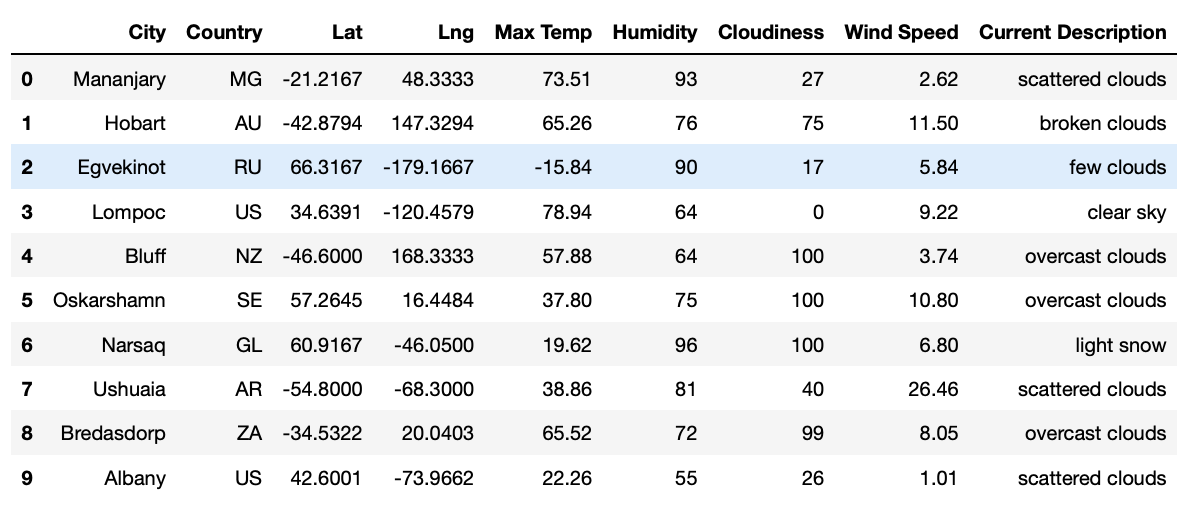 City Country Lat Lng Max Temp Humidity Cloudiness Wind Speed Current Description
0 Mananjary MG -21.2167 48.3333 73.51 93 27 2.62 scattered clouds
1 Hobart AU -42.8794 147.3294 65.26 76 75 11.50 broken clouds
2 Egvekinot RU 66.3167 -179.1667 -15.84 90 17 5.84 few clouds
3 Lompoc US 34.6391 -120.4579 78.94 64 0 9.22 clear sky
4 Bluff NZ -46.6000 168.3333 57.88 64 100 3.74 overcast clouds
5 Oskarshamn SE 57.2645 16.4484 37.80 75 100 10.80 overcast clouds
6 Narsaq GL 60.9167 -46.0500 19.62 96 100 6.80 light snow
7 Ushuaia AR -54.8000 -68.3000 38.86 81 40 26.46 scattered clouds
8 Bredasdorp ZA -34.5322 20.0403 65.52 72 99 8.05 overcast clouds
9 Albany US 42.6001 -73.9662 22.26 55 26 1.01 scattered clouds